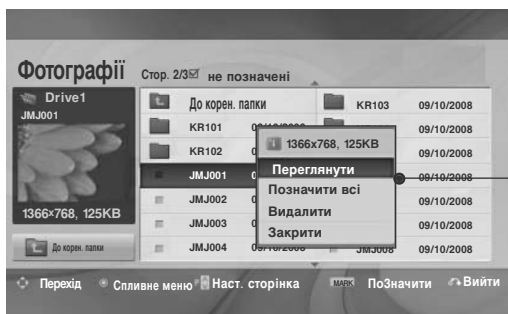 Фотографії
Стор. 2/3 не позначені
Drive1
JMJ001
1366x768, 125KB
До корен. папки
До корен. папки
KR101
KR102
JMJ001
JMJ002
JMJ003
JMJ004
1366x768, 125KB
Переглянути
Позначити всі
Видалити
Закрити
KR103 09/10/2008
09/10/2008
09/10/2008
09/10/2008
09/10/2008
09/10/2008
JMJ008 09/10/2008
Перехід Спливне меню Наст. сторінка MARK По3начити Вийти